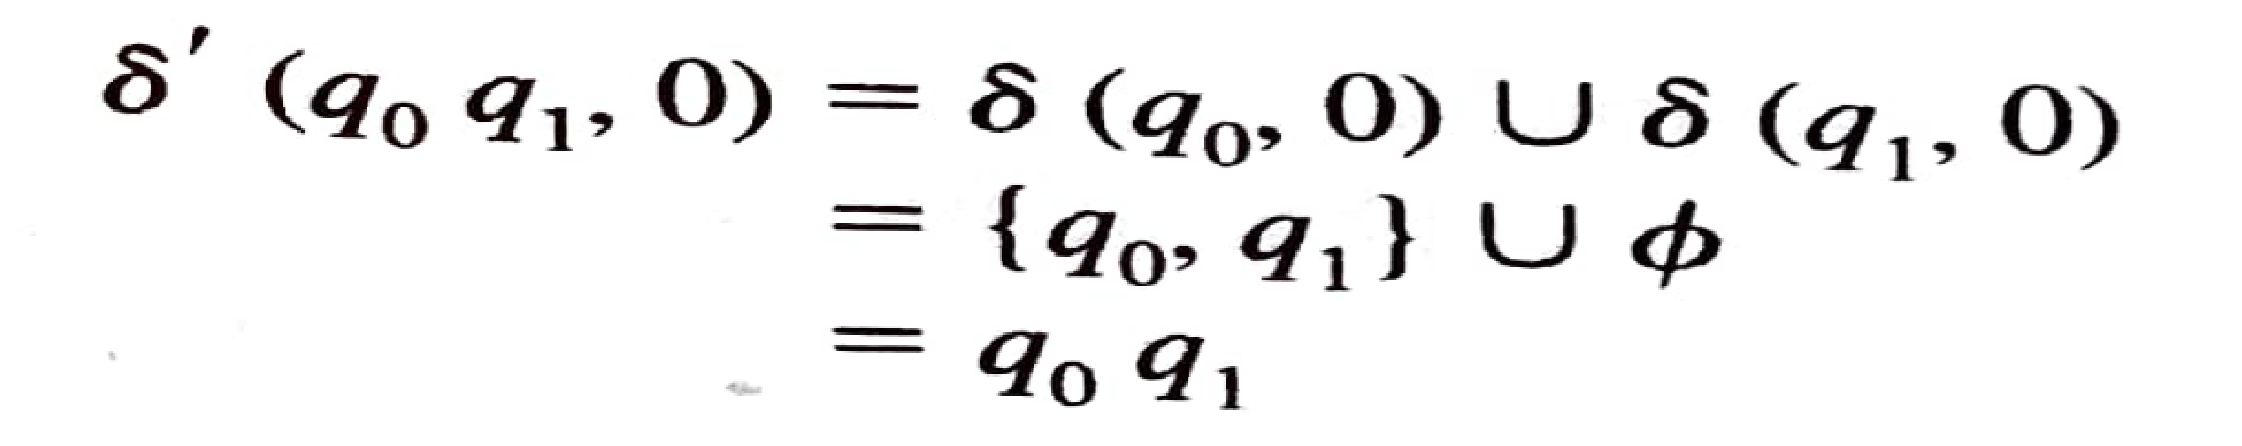 δ′ (q₀ q₁, 0) = δ (q₀, 0) ∪ δ (q₁, 0)
= {q₀, q₁} ∪ ϕ
= q₀ q₁